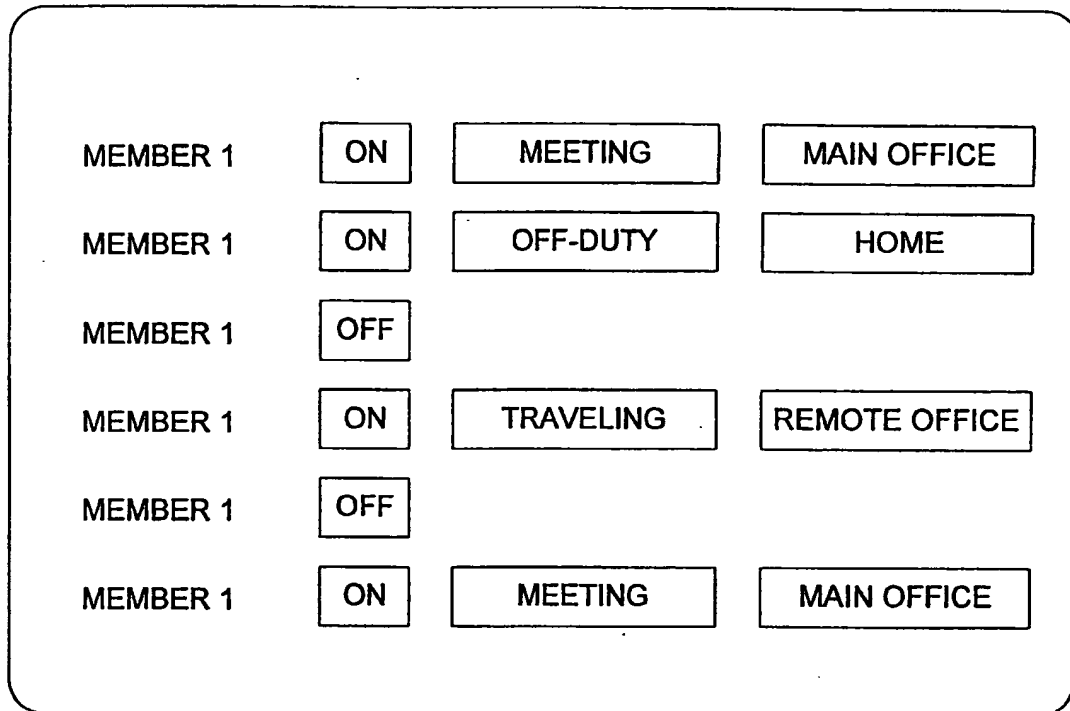 MEMBER 1 ON MEETING MAIN OFFICE
MEMBER 1 ON OFF-DUTY HOME
MEMBER 1 OFF
MEMBER 1 ON TRAVELING REMOTE OFFICE
MEMBER 1 OFF
MEMBER 1 ON MEETING MAIN OFFICE